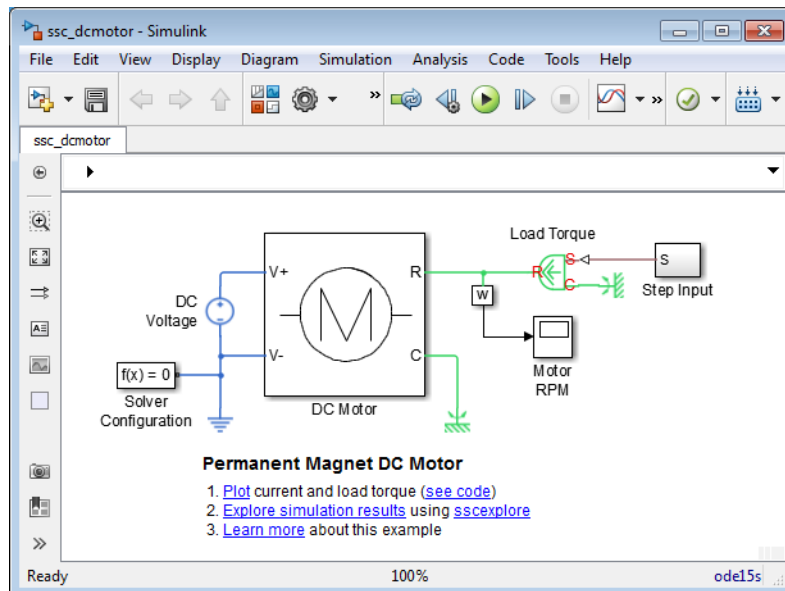 ssc_dcmotor - Simulink
File Edit View Display Diagram Simulation Analysis Code Tools Help
» »
ssc_dcmotor
Load Torque
V+ R R S S
C
DC
Voltage
w
Step Input
V- C
f(x) = 0
Motor
RPM
Solver
Configuration
DC Motor
M
Permanent Magnet DC Motor
1. Plot current and load torque (see code)
2. Explore simulation results using sscexplore
3. Learn more about this example
»
Ready 100% ode15s